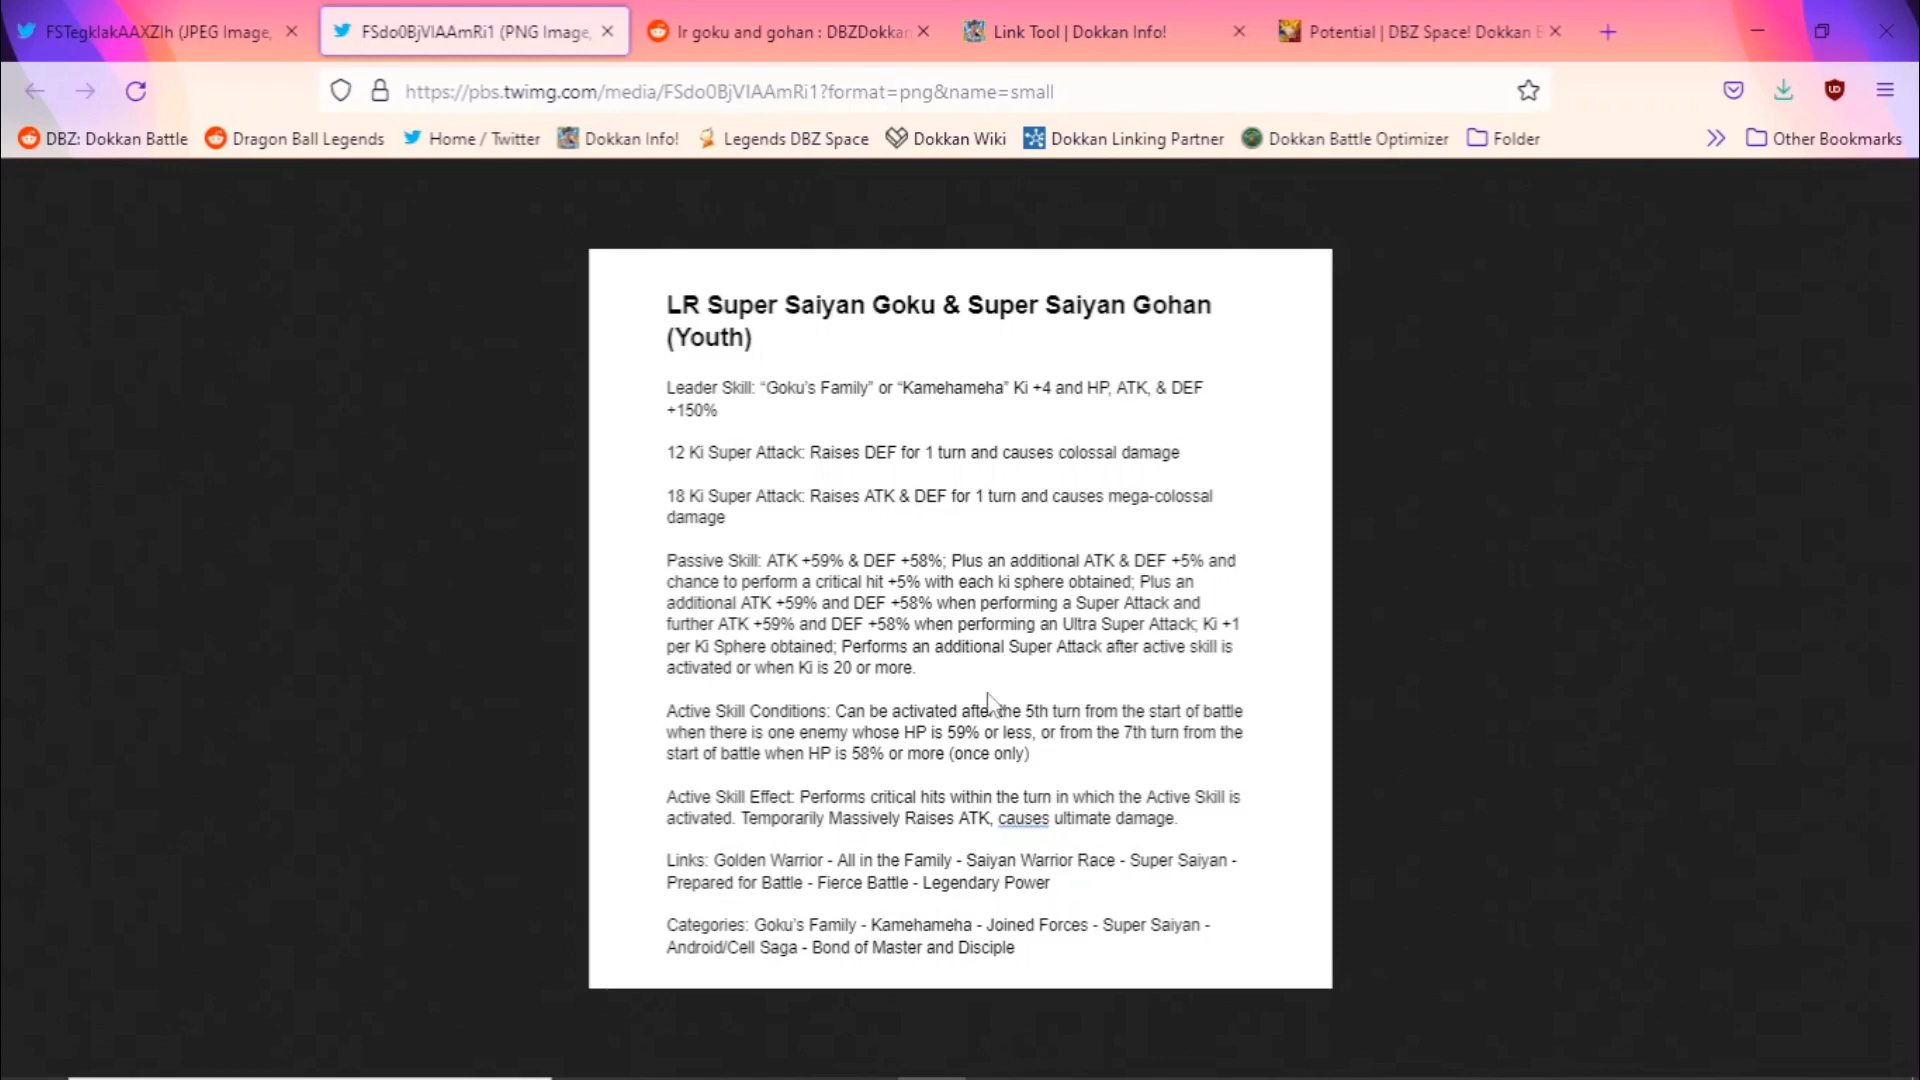 FSTegklakAAXZlh (JPEG Image,
FSdo0BjVIAAmRi1 (PNG Image,
lr goku and gohan : DBZDokkan
Link Tool | Dokkan Info!
Potential | DBZ Space! Dokkan B
https://pbs.twimg.com/media/FSdo0BjVIAAmRi1?format=png&name=small
DBZ: Dokkan Battle
Dragon Ball Legends
Home / Twitter
Dokkan Info!
Legends DBZ Space
Dokkan Wiki
Dokkan Linking Partner
Dokkan Battle Optimizer
Folder
Other Bookmarks
LR Super Saiyan Goku & Super Saiyan Gohan
(Youth)
Leader Skill: “Goku’s Family” or “Kamehameha” Ki +4 and HP, ATK, & DEF
+150%
12 Ki Super Attack: Raises DEF for 1 turn and causes colossal damage
18 Ki Super Attack: Raises ATK & DEF for 1 turn and causes mega-colossal
damage
Passive Skill: ATK +59% & DEF +58%; Plus an additional ATK & DEF +5% and
chance to perform a critical hit +5% with each ki sphere obtained; Plus an
additional ATK +59% and DEF +58% when performing a Super Attack and
further ATK +59% and DEF +58% when performing an Ultra Super Attack; Ki +1
per Ki Sphere obtained; Performs an additional Super Attack after active skill is
activated or when Ki is 20 or more.
Active Skill Conditions: Can be activated after the 5th turn from the start of battle
when there is one enemy whose HP is 59% or less, or from the 7th turn from the
start of battle when HP is 58% or more (once only)
Active Skill Effect: Performs critical hits within the turn in which the Active Skill is
activated. Temporarily Massively Raises ATK, causes ultimate damage.
Links: Golden Warrior - All in the Family - Saiyan Warrior Race - Super Saiyan -
Prepared for Battle - Fierce Battle - Legendary Power
Categories: Goku’s Family - Kamehameha - Joined Forces - Super Saiyan -
Android/Cell Saga - Bond of Master and Disciple